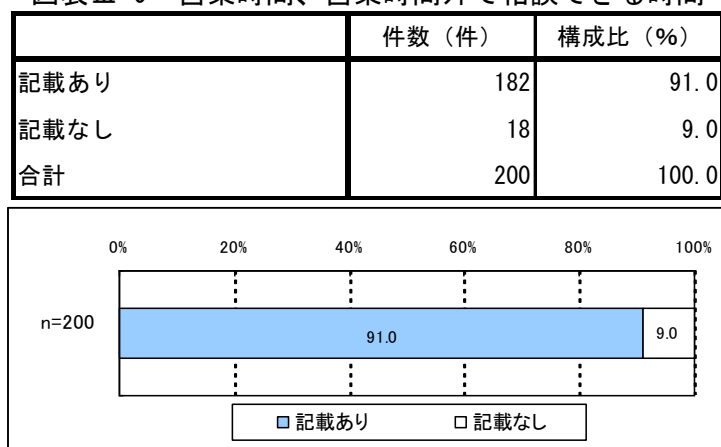 件数（件） 構成比（%）
記載あり 182 91.0
記載なし 18 9.0
合計 200 100.0
0% 20% 40% 60% 80% 100%
n=200 91.0 9.0
記載あり 記載なし